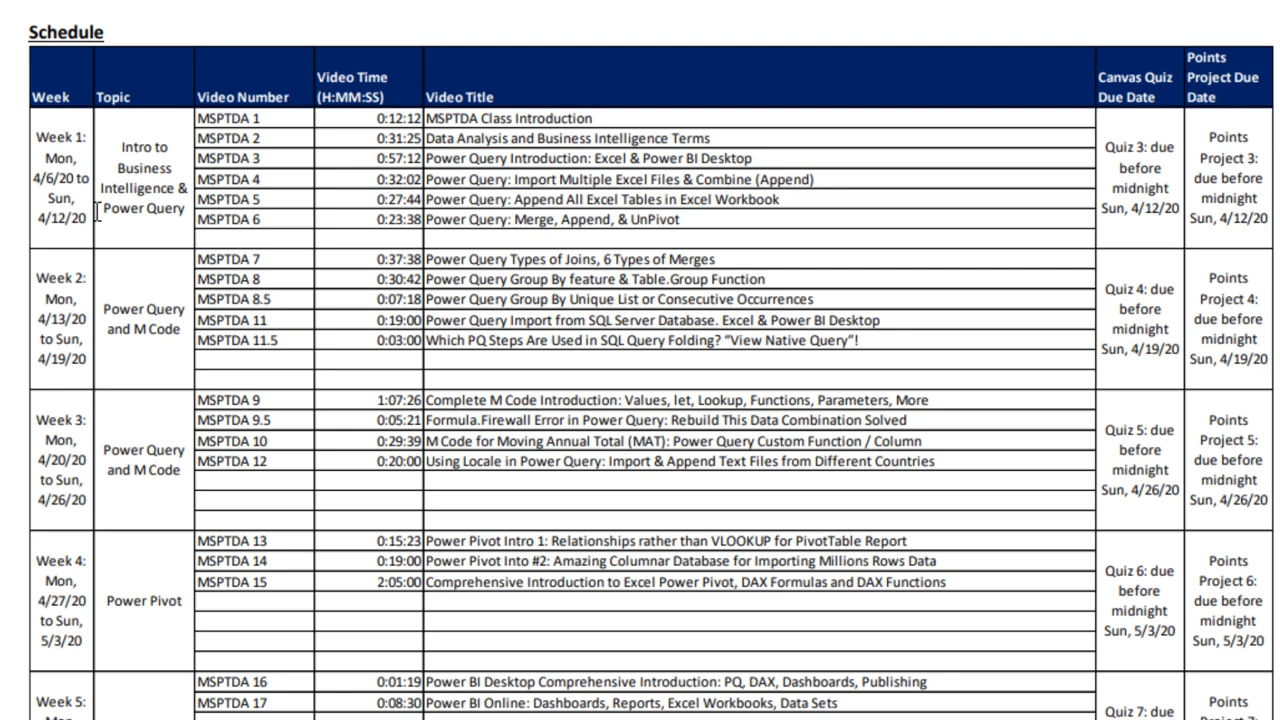 Schedule
Week Topic Video Number Video Time (H:MM:SS) Video Title Canvas Quiz Due Date Points Project Due Date
Week 1: Mon, 4/6/20 to Sun, 4/12/20
Intro to Business Intelligence & Power Query
MSPTDA 1 0:12:12 MSPTDA Class Introduction
MSPTDA 2 0:31:25 Data Analysis and Business Intelligence Terms
MSPTDA 3 0:57:12 Power Query Introduction: Excel & Power BI Desktop
MSPTDA 4 0:32:02 Power Query: Import Multiple Excel Files & Combine (Append)
MSPTDA 5 0:27:44 Power Query: Append All Excel Tables in Excel Workbook
MSPTDA 6 0:23:38 Power Query: Merge, Append, & UnPivot
Quiz 3: due before midnight Sun, 4/12/20
Points Project 3: due before midnight Sun, 4/12/20
Week 2: Mon, 4/13/20 to Sun, 4/19/20
Power Query and M Code
MSPTDA 7 0:37:38 Power Query Types of Joins, 6 Types of Merges
MSPTDA 8 0:30:42 Power Query Group By feature & Table.Group Function
MSPTDA 8.5 0:07:18 Power Query Group By Unique List or Consecutive Occurrences
MSPTDA 11 0:19:00 Power Query Import from SQL Server Database. Excel & Power BI Desktop
MSPTDA 11.5 0:03:00 Which PQ Steps Are Used in SQL Query Folding? “View Native Query”!
Quiz 4: due before midnight Sun, 4/19/20
Points Project 4: due before midnight Sun, 4/19/20
Week 3: Mon, 4/20/20 to Sun, 4/26/20
Power Query and M Code
MSPTDA 9 1:07:26 Complete M Code Introduction: Values, let, Lookup, Functions, Parameters, More
MSPTDA 9.5 0:05:21 Formula.Firewall Error in Power Query: Rebuild This Data Combination Solved
MSPTDA 10 0:29:39 M Code for Moving Annual Total (MAT): Power Query Custom Function / Column
MSPTDA 12 0:20:00 Using Locale in Power Query: Import & Append Text Files from Different Countries
Quiz 5: due before midnight Sun, 4/26/20
Points Project 5: due before midnight Sun, 4/26/20
Week 4: Mon, 4/27/20 to Sun, 5/3/20
Power Pivot
MSPTDA 13 0:15:23 Power Pivot Intro 1: Relationships rather than VLOOKUP for PivotTable Report
MSPTDA 14 0:19:00 Power Pivot Into #2: Amazing Columnar Database for Importing Millions Rows Data
MSPTDA 15 2:05:00 Comprehensive Introduction to Excel Power Pivot, DAX Formulas and DAX Functions
Quiz 6: due before midnight Sun, 5/3/20
Points Project 6: due before midnight Sun, 5/3/20
Week 5:
MSPTDA 16 0:01:19 Power BI Desktop Comprehensive Introduction: PQ, DAX, Dashboards, Publishing
MSPTDA 17 0:08:30 Power BI Online: Dashboards, Reports, Excel Workbooks, Data Sets
Quiz 7: due
Points